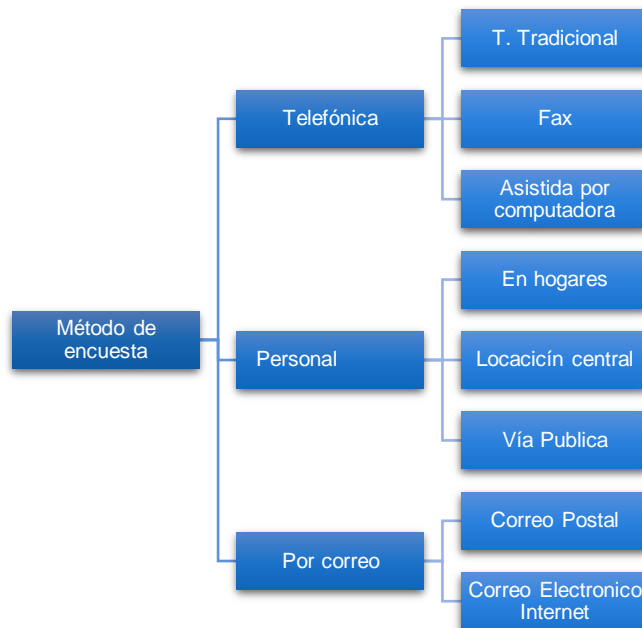 T. Tradicional
Telefónica
Fax
Asistida por
computadora
En hogares
Método de
encuesta
Personal
Locacicín central
Vía Publica
Correo Postal
Por correo
Correo Electronico
Internet